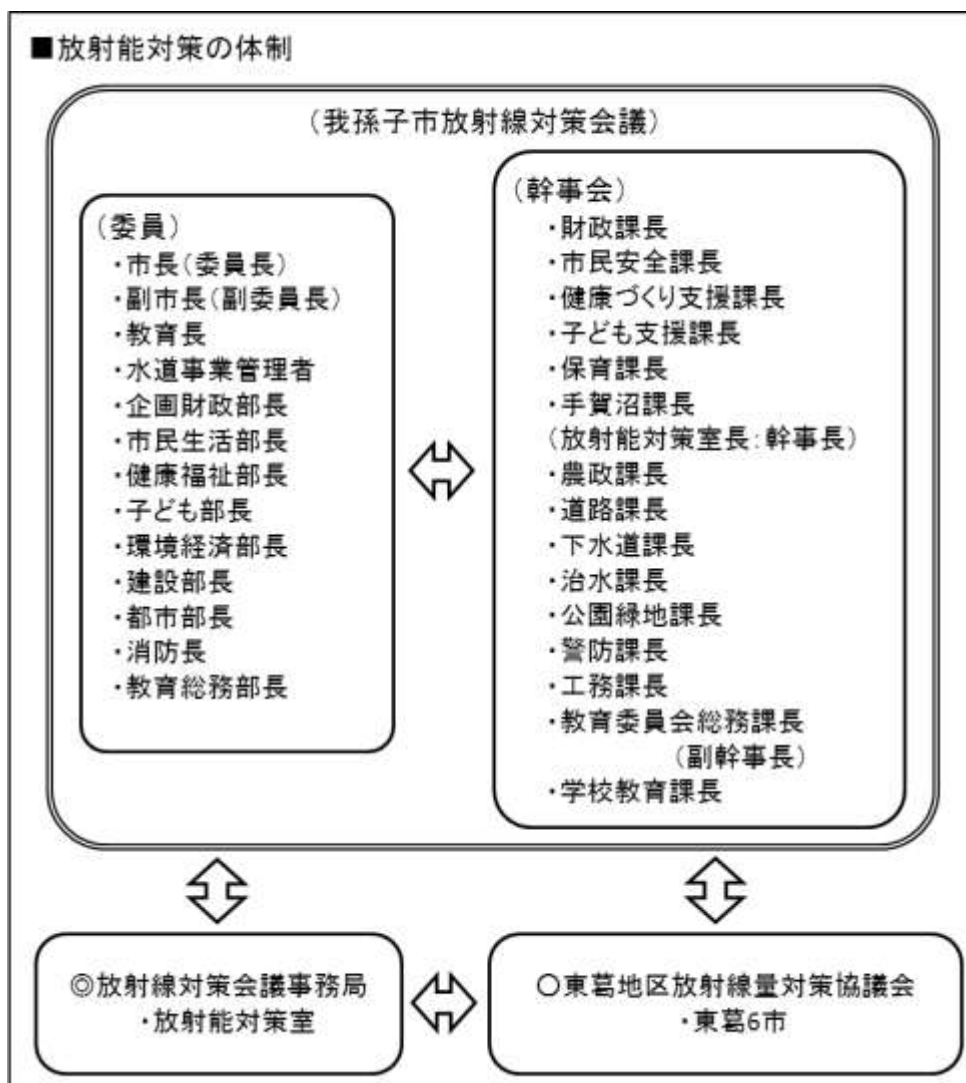 ■放射能対策の体制
（我孫子市放射線対策会議）
（委員）
・市長（委員長）
・副市長（副委員長）
・教育長
・水道事業管理者
・企画財政部長
・市民生活部長
・健康福祉部長
・子ども部長
・環境経済部長
・建設部長
・都市部長
・消防長
・教育総務部長
（幹事会）
・財政課長
・市民安全課長
・健康づくり支援課長
・子ども支援課長
・保育課長
・手賀沼課長
（放射能対策室長：幹事長）
・農政課長
・道路課長
・下水道課長
・治水課長
・公園緑地課長
・警防課長
・工務課長
・教育委員会総務課長
（副幹事長）
・学校教育課長
◎放射線対策会議事務局
・放射能対策室
○東葛地区放射線量対策協議会
・東葛6市